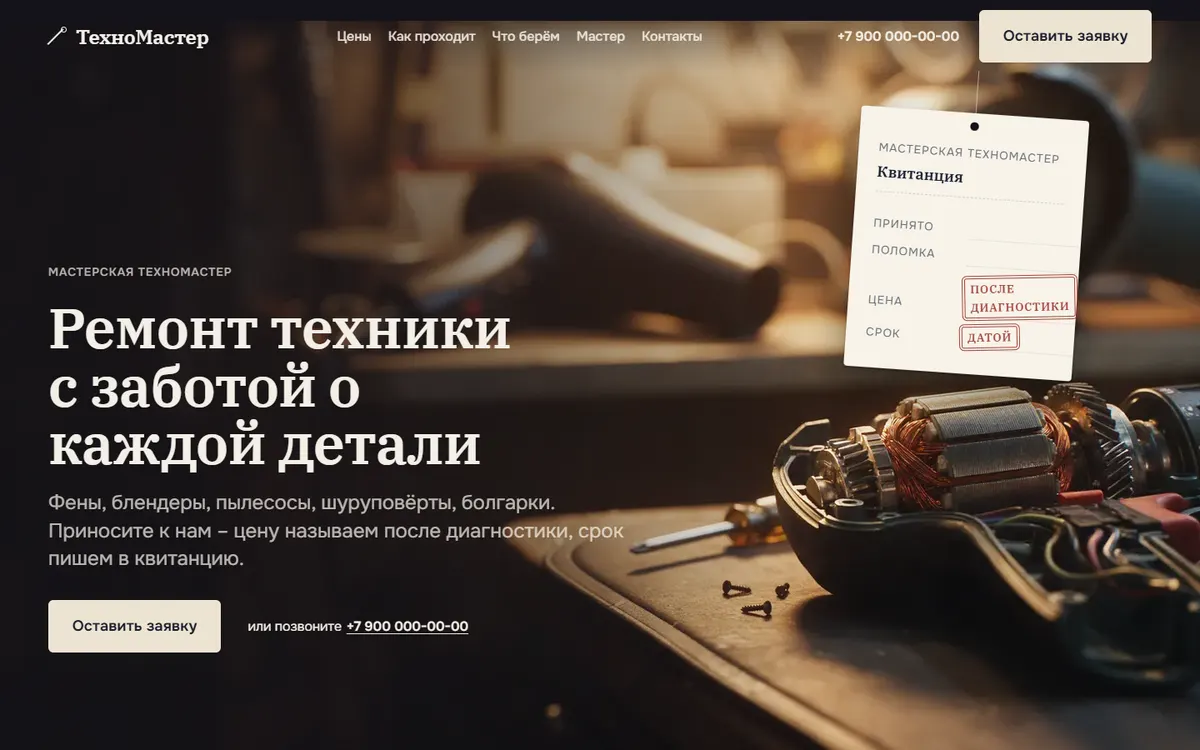 ТехноМастер
Цены Как проходит Что берём Мастер Контакты
+7 900 000-00-00
Оставить заявку
МАСТЕРСКАЯ ТЕХНОМАСТЕР
Квитанция
ПРИНЯТО
ПОЛОМКА
ЦЕНА ПОСЛЕ
ДИАГНОСТИКИ
СРОК ДАТОЙ
МАСТЕРСКАЯ ТЕХНОМАСТЕР
Ремонт техники
с заботой о
каждой детали
Фены, блендеры, пылесосы, шуруповёрты, болгарки.
Приносите к нам – цену называем после диагностики, срок
пишем в квитанцию.
Оставить заявку
или позвоните +7 900 000-00-00